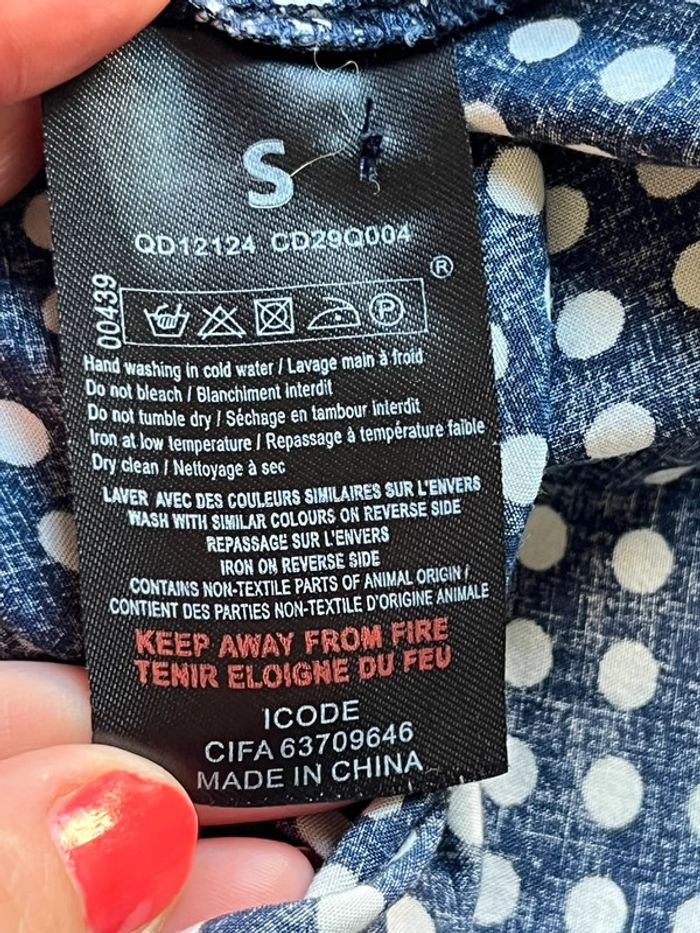 S
QD12124 CD29Q004
®
00439
P
Hand washing in cold water / Lavage main à froid
Do not bleach / Blanchiment interdit
Do not tumble dry / Séchage en tambour interdit
Iron at low temperature / Repassage à température faible
Dry clean / Nettoyage à sec
LAVER AVEC DES COULEURS SIMILAIRES SUR L'ENVERS
WASH WITH SIMILAR COLOURS ON REVERSE SIDE
REPASSAGE SUR L'ENVERS
IRON ON REVERSE SIDE
CONTAINS NON-TEXTILE PARTS OF ANIMAL ORIGIN /
CONTIENT DES PARTIES NON-TEXTILE D'ORIGINE ANIMALE
KEEP AWAY FROM FIRE
TENIR ELOIGNE DU FEU
ICODE
CIFA 63709646
MADE IN CHINA